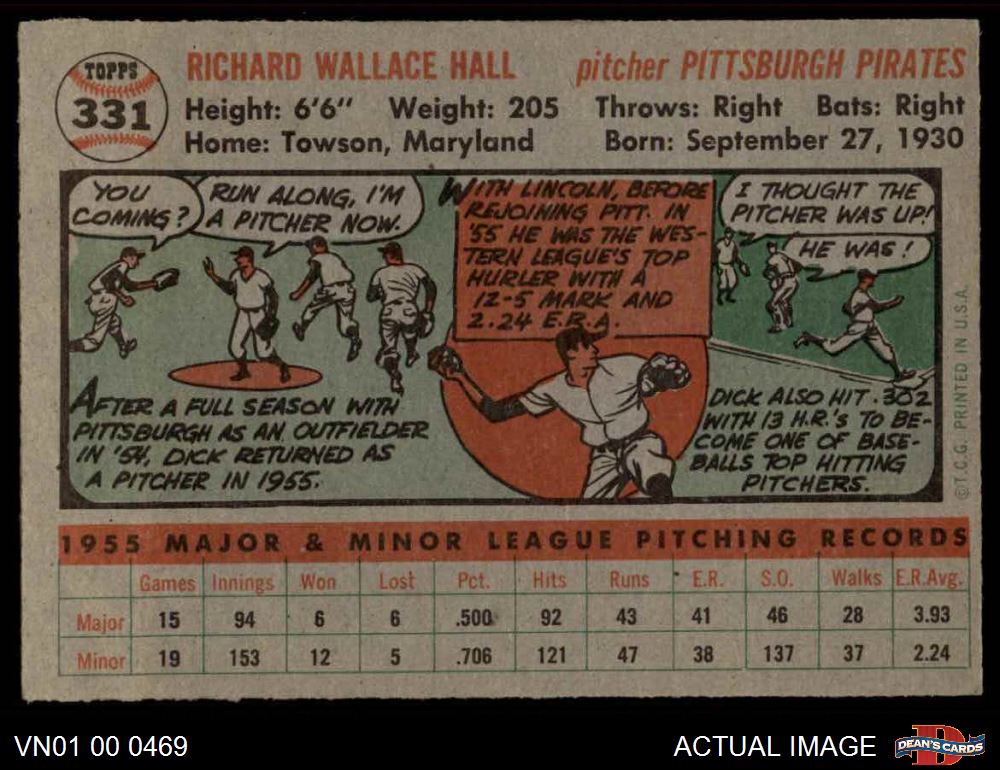 TOPPS
331
RICHARD WALLACE HALL pitcher PITTSBURGH PIRATES
Height: 6'6" Weight: 205 Throws: Right Bats: Right
Home: Towson, Maryland Born: September 27, 1930
YOU
COMING?
RUN ALONG, I'M
A PITCHER NOW.
WITH LINCOLN, BEFORE
REJOINING PITT. IN
'55 HE WAS THE WES-
TERN LEAGUE'S TOP
HURLER WITH A
12-5 MARK AND
2.24 E.R.A.
I THOUGHT THE
PITCHER WAS UP!
HE WAS!
AFTER A FULL SEASON WITH
PITTSBURGH AS AN OUTFIELDER
IN '54, DICK RETURNED AS
A PITCHER IN 1955.
DICK ALSO HIT .302
WITH 13 H.R.'S TO BE-
COME ONE OF BASE-
BALLS TOP HITTING
PITCHERS.
©T.C.G. PRINTED IN U.S.A.
1955 MAJOR & MINOR LEAGUE PITCHING RECORDS
Games Innings Won Lost Pct. Hits Runs E.R. S.O. Walks E.R.Avg.
Major 15 94 6 6 .500 92 43 41 46 28 3.93
Minor 19 153 12 5 .706 121 47 38 137 37 2.24
VN01 00 0469 ACTUAL IMAGE
D
DEAN'S CARDS